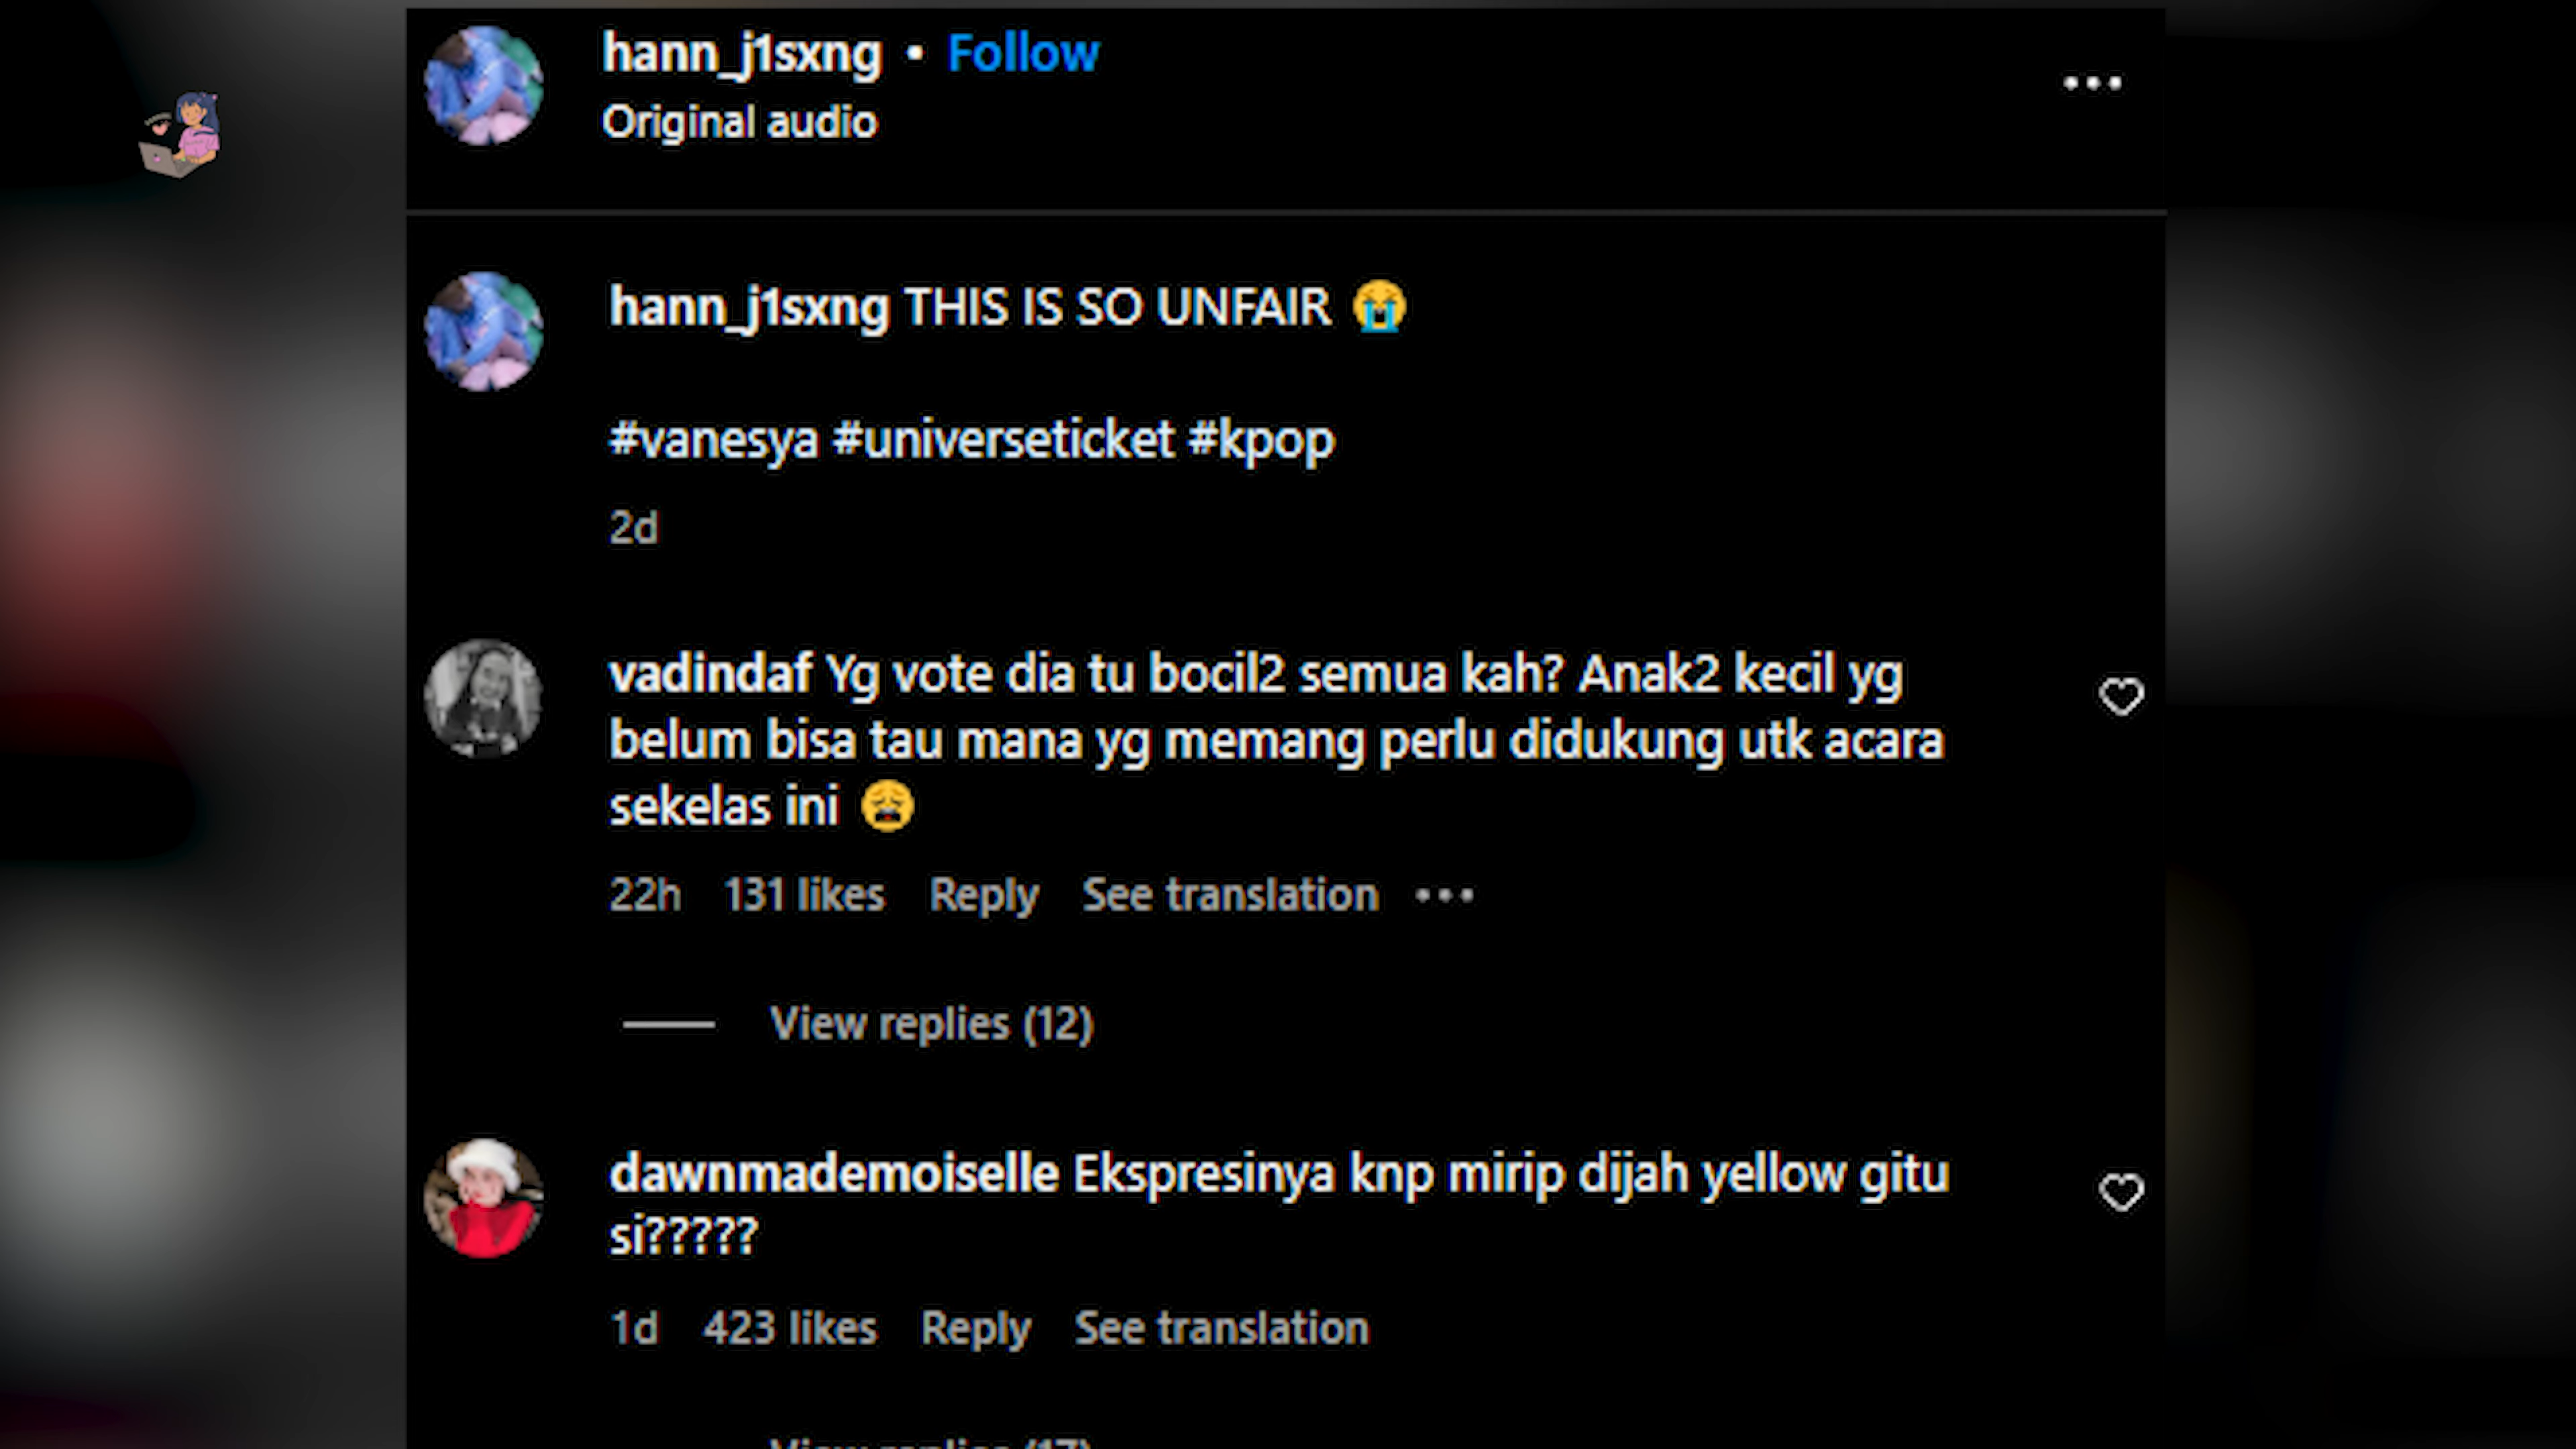 hann_j1sxng • Follow
Original audio
hann_j1sxng THIS IS SO UNFAIR 😭
#vanesya #universeticket #kpop
2d
vadindaf Yg vote dia tu bocil2 semua kah? Anak2 kecil yg
belum bisa tau mana yg memang perlu didukung utk acara
sekelas ini 😩
22h 131 likes Reply See translation •••
View replies (12)
dawnmademoiselle Ekspresinya knp mirip dijah yellow gitu
si?????
1d 423 likes Reply See translation
View replies (17)